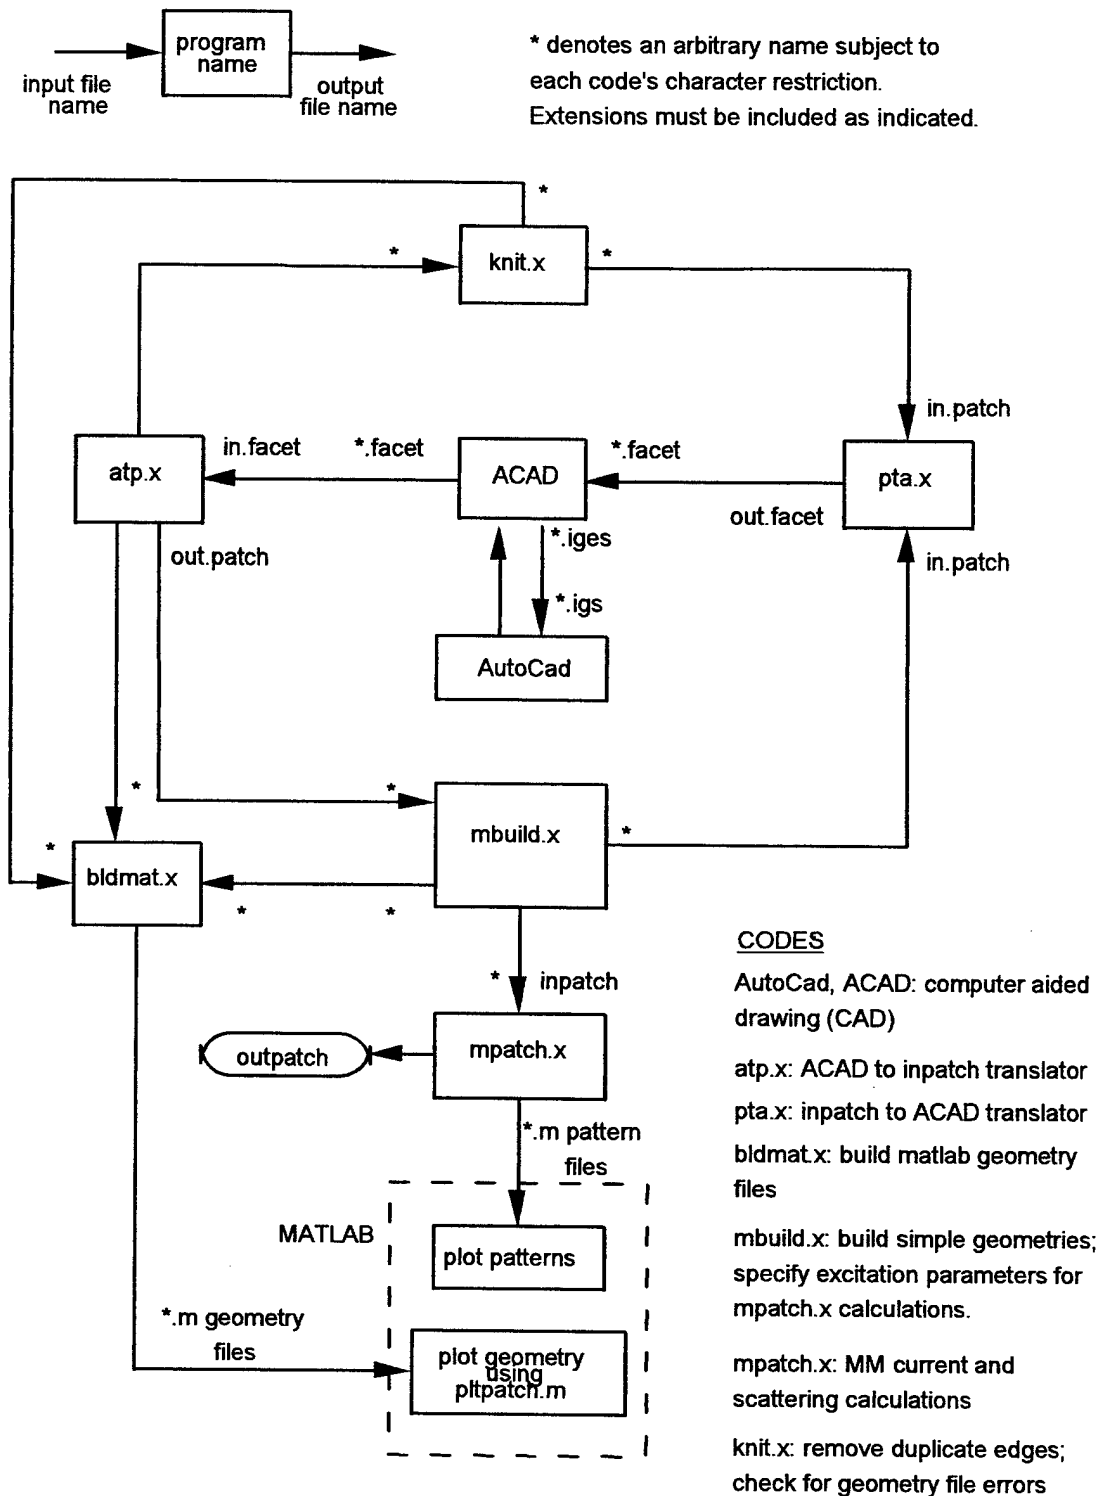 program
name
input file
name
output
file name
* denotes an arbitrary name subject to
each code's character restriction.
Extensions must be included as indicated.
*
*
knit.x
*
in.patch
atp.x
in.facet
*.facet
ACAD
*.facet
pta.x
out.facet
out.patch
*.iges
in.patch
*.igs
AutoCad
*
*
mbuild.x
*
*
bldmat.x
*
*
*
inpatch
outpatch
mpatch.x
*.m pattern
files
MATLAB
plot patterns
*.m geometry
files
plot geometry
using
pltpatch.m
CODES
AutoCad, ACAD: computer aided
drawing (CAD)
atp.x: ACAD to inpatch translator
pta.x: inpatch to ACAD translator
bldmat.x: build matlab geometry
files
mbuild.x: build simple geometries;
specify excitation parameters for
mpatch.x calculations.
mpatch.x: MM current and
scattering calculations
knit.x: remove duplicate edges;
check for geometry file errors